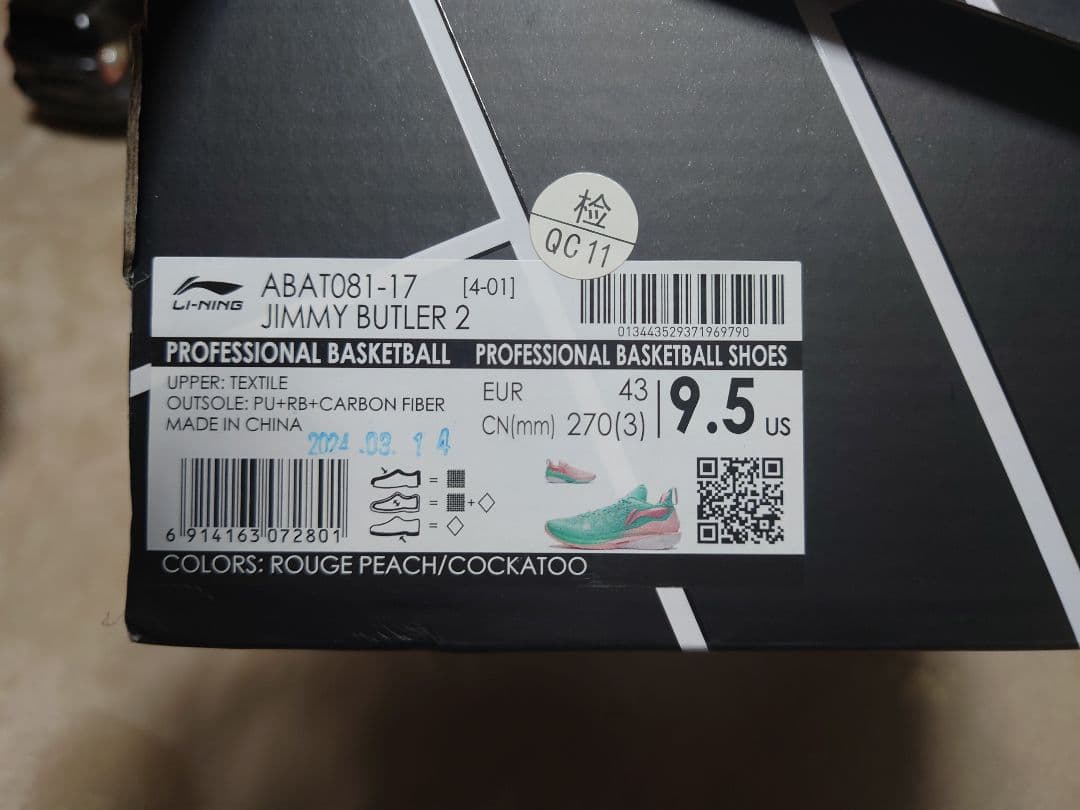 检
QC 11
LI-NING
ABAT081-17 [4-01]
JIMMY BUTLER 2
013443529371969790
PROFESSIONAL BASKETBALL PROFESSIONAL BASKETBALL SHOES
UPPER: TEXTILE
OUTSOLE: PU+RB+CARBON FIBER
MADE IN CHINA
2024.03.14
EUR 43
CN(mm) 270(3)
9.5 US
=
= +
=
6 914163 072801
COLORS: ROUGE PEACH/COCKATOO